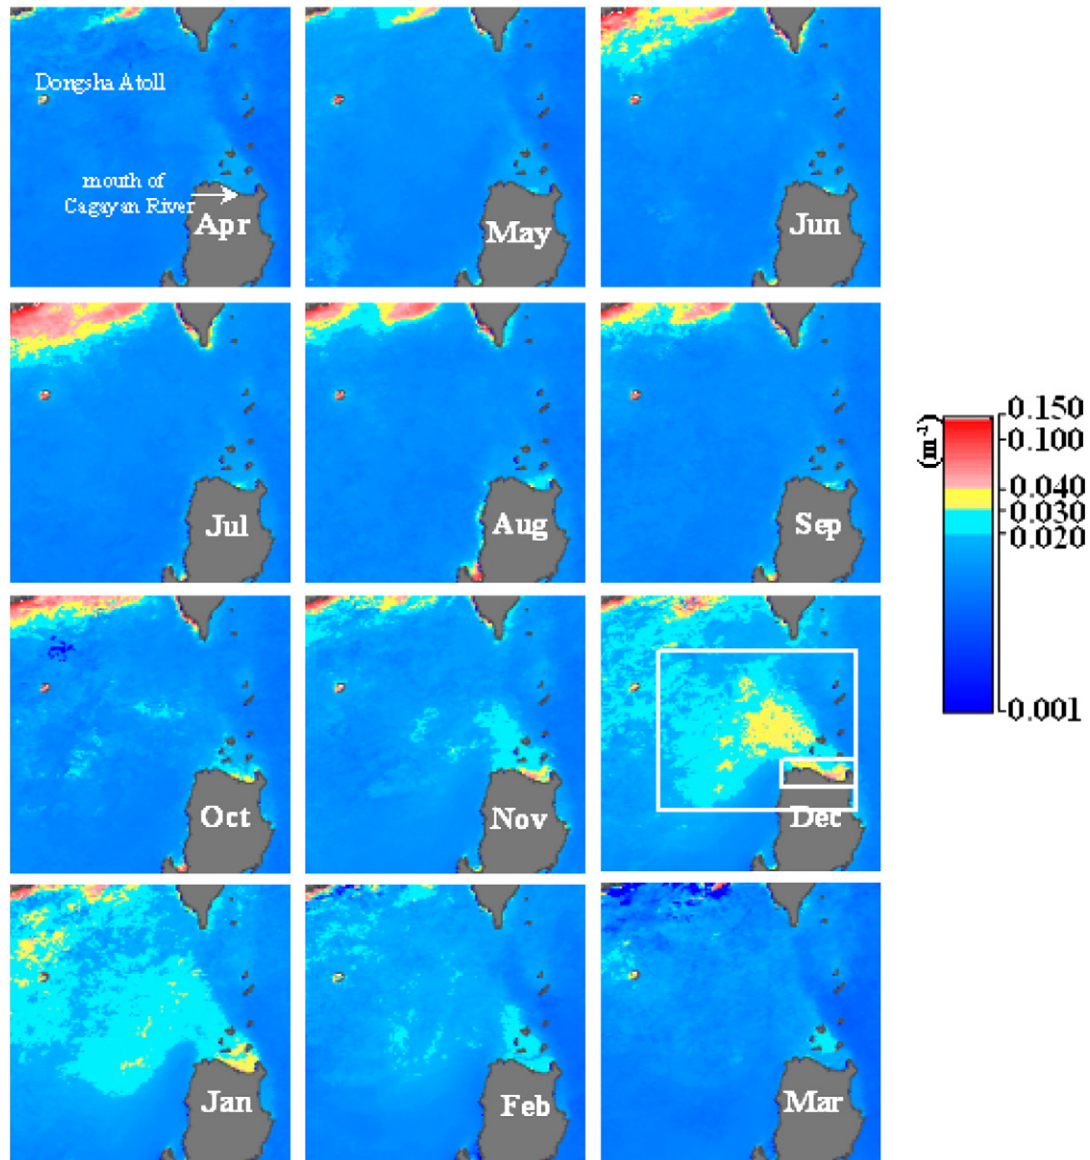 Dongsha Atoll
mouth of
Cagayan River
Apr
May
Jun
Jul
Aug
Sep
Oct
Nov
Dec
Jan
Feb
Mar
(m⁻¹)
0.150
0.100
0.040
0.030
0.020
0.001